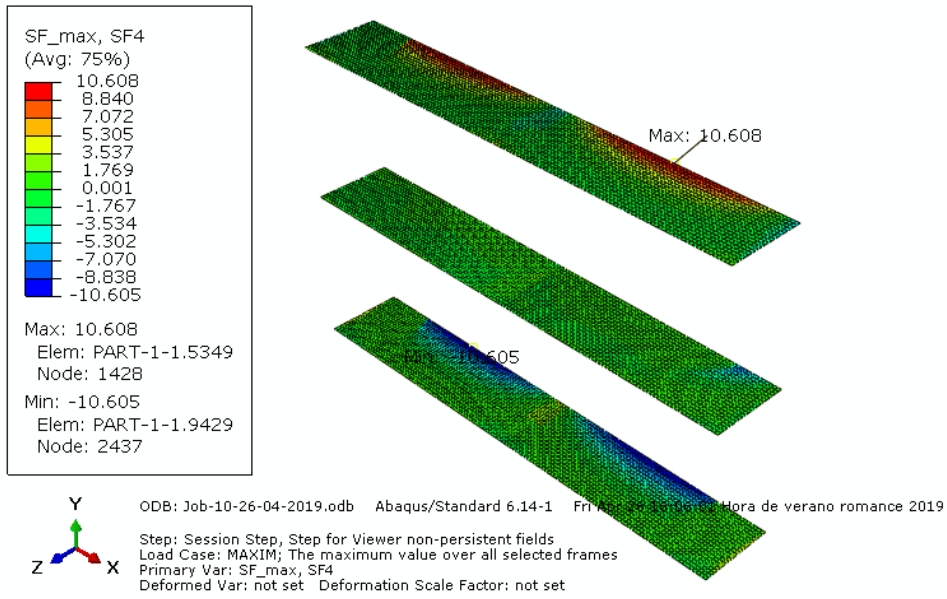 SF_max, SF4
(Avg: 75%)
10.608
8.840
7.072
5.305
3.537
1.769
0.001
-1.767
-3.534
-5.302
-7.070
-8.838
-10.605
Max: 10.608
Elem: PART-1-1.5349
Node: 1428
Min: -10.605
Elem: PART-1-1.9429
Node: 2437
Max: 10.608
Min: -10.605
Y
Z
X
ODB: Job-10-26-04-2019.odb Abaqus/Standard 6.14-1 Fri Apr Hora de verano romance 2019
Step: Session Step, Step for Viewer non-persistent fields
Load Case: MAXIM; The maximum value over all selected frames
Primary Var: SF_max, SF4
Deformed Var: not set Deformation Scale Factor: not set